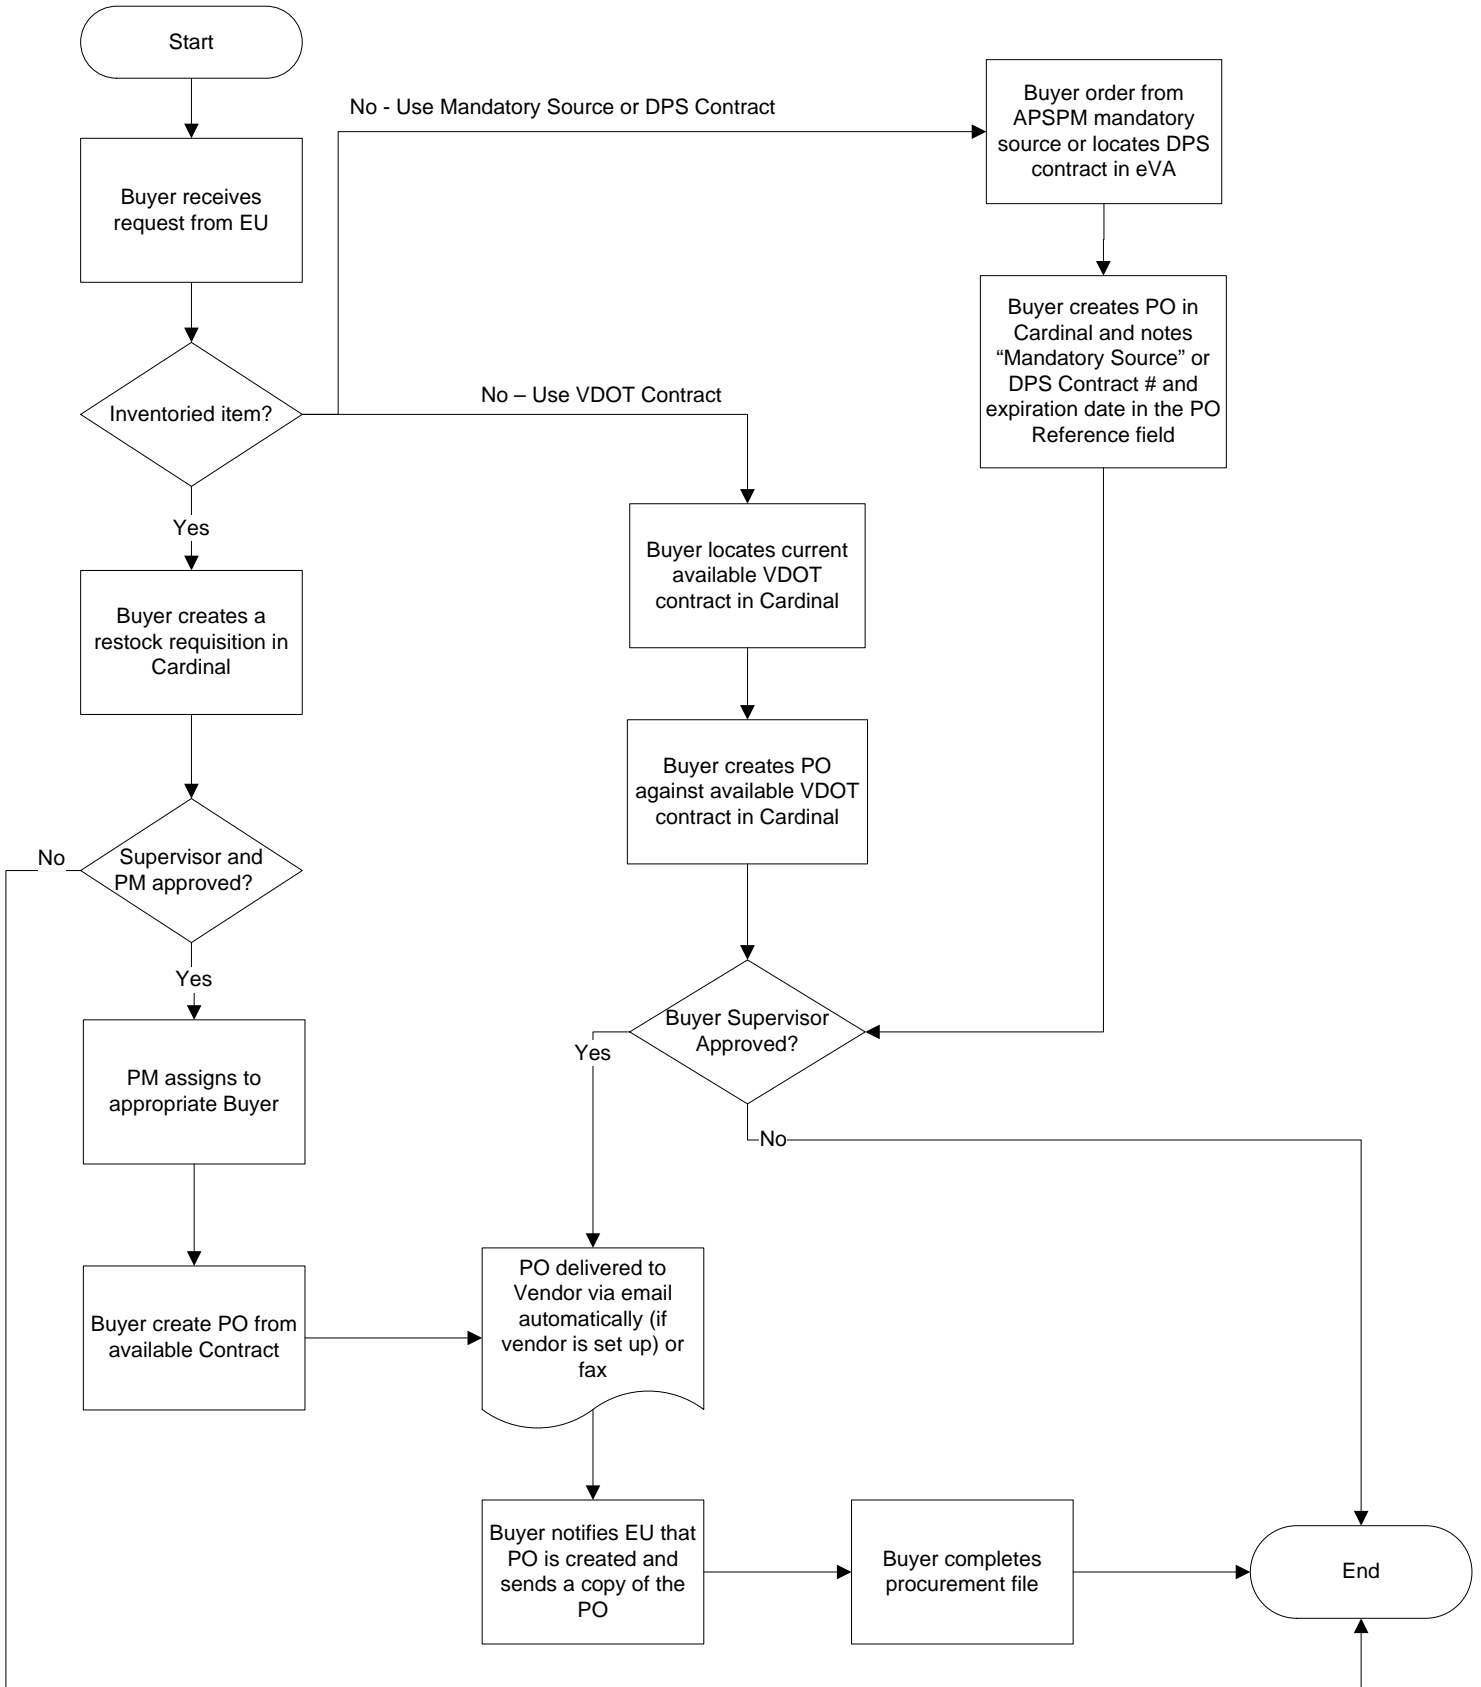 Start
No - Use Mandatory Source or DPS Contract
Buyer order from
APSPM mandatory
source or locates DPS
contract in eVA
Buyer receives
request from EU
Buyer creates PO in
Cardinal and notes
“Mandatory Source” or
DPS Contract # and
expiration date in the PO
Reference field
Inventoried item?
No – Use VDOT Contract
Yes
Buyer locates current
available VDOT
contract in Cardinal
Buyer creates a
restock requisition in
Cardinal
Buyer creates PO
against available VDOT
contract in Cardinal
No
Supervisor and
PM approved?
Yes
Buyer Supervisor
Approved?
Yes
No
PM assigns to
appropriate Buyer
Buyer create PO from
available Contract
PO delivered to
Vendor via email
automatically (if
vendor is set up) or
fax
Buyer notifies EU that
PO is created and
sends a copy of the
PO
Buyer completes
procurement file
End